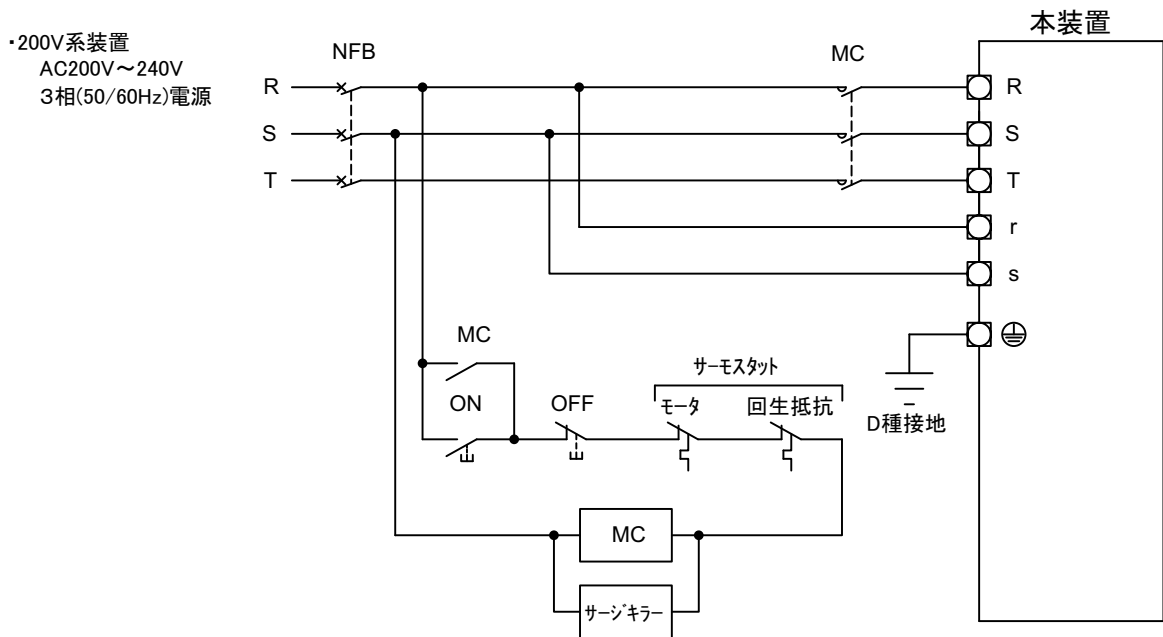 本装置
・200V系装置
AC200V～240V
３相(50/60Hz)電源
NFB
MC
R
R
S
S
T
T
r
s
MC
サーモスタット
ON
OFF
モータ
回生抵抗
D種接地
MC
サージキラー